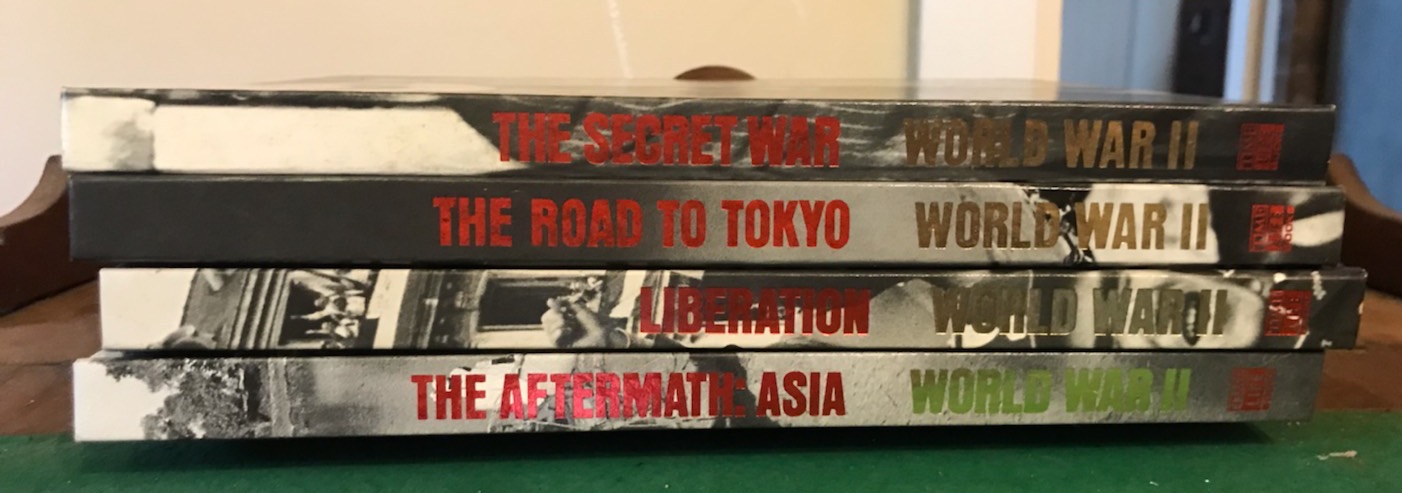 THE SECRET WAR WORLD WAR II
THE ROAD TO TOKYO WORLD WAR II
LIBERATION WORLD WAR II
THE AFTERMATH: ASIA WORLD WAR II